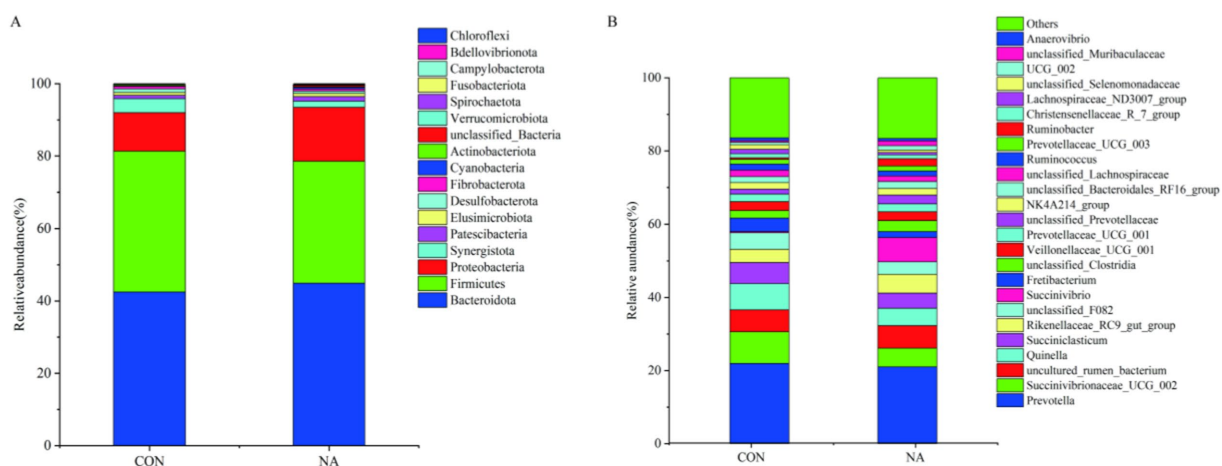 A
Relativeabundance(%)
100
80
60
40
20
0
CON
NA
Chloroflexi
Bdellovibrionota
Campylobacterota
Fusobacteriota
Spirochaetota
Verrucomicrobiota
unclassified_Bacteria
Actinobacteriota
Cyanobacteria
Fibrobacterota
Desulfobacterota
Elusimicrobiota
Patescibacteria
Synergistota
Proteobacteria
Firmicutes
Bacteroidota
B
Relative aundance(%)
100
80
60
40
20
0
CON
NA
Others
Anaerovibrio
unclassified_Muribaculaceae
UCG_002
unclassified_Selenomonadaceae
Lachnospiraceae_ND3007_group
Christensenellaceae_R_7_group
Ruminobacter
Prevotellaceae_UCG_003
Ruminococcus
unclassified_Lachnospiraceae
unclassified_Bacteroidales_RF16_group
NK4A214_group
unclassified_Prevotellaceae
Prevotellaceae_UCG_001
Veillonellaceae_UCG_001
unclassified_Clostridia
Fretibacterium
Succinivibrio
unclassified_F082
Rikenellaceae_RC9_gut_group
Succiniclasticum
Quinella
uncultured_rumen_bacterium
Succinivibrionaceae_UCG_002
Prevotella